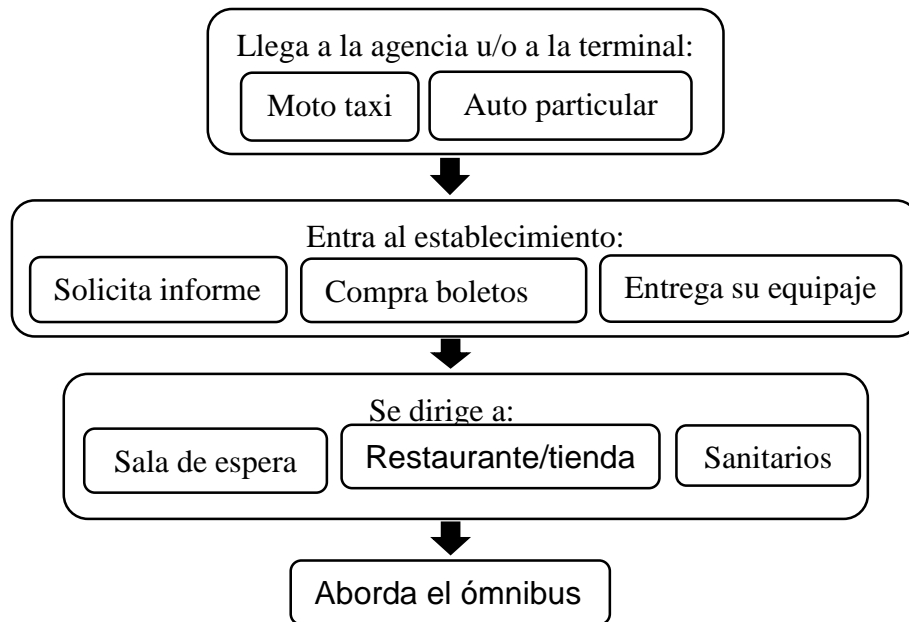 Llega a la agencia u/o a la terminal:
Moto taxi
Auto particular
Entra al establecimiento:
Solicita informe
Compra boletos
Entrega su equipaje
Se dirige a:
Sala de espera
Restaurante/tienda
Sanitarios
Aborda el ómnibus